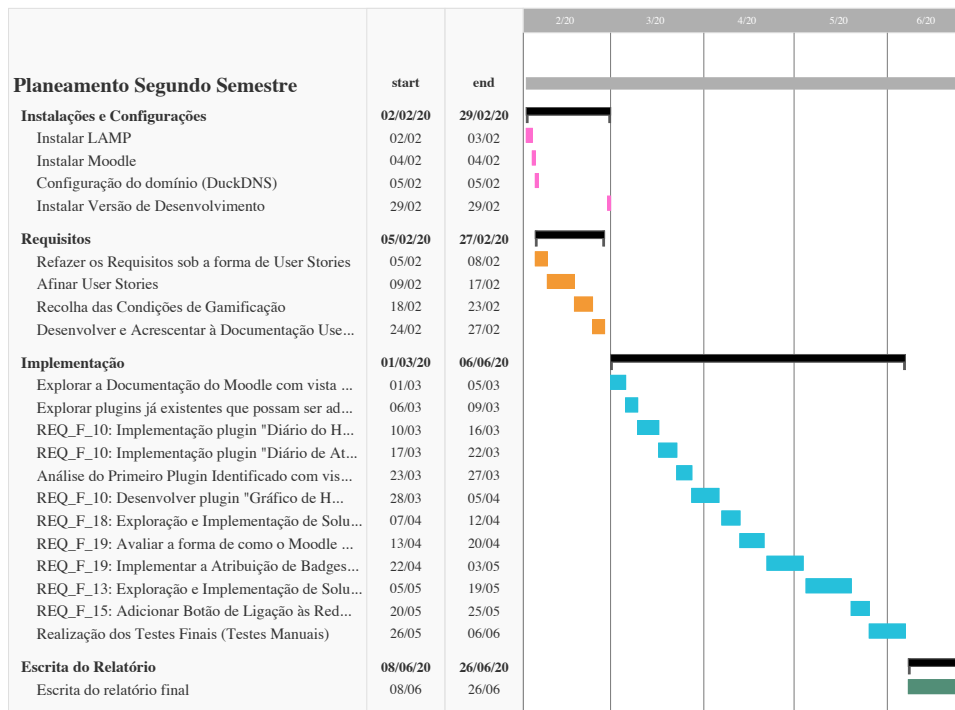 2/20 3/20 4/20 5/20 6/20
Planeamento Segundo Semestre start end
Instalações e Configurações 02/02/20 29/02/20
Instalar LAMP 02/02 03/02
Instalar Moodle 04/02 04/02
Configuração do domínio (DuckDNS) 05/02 05/02
Instalar Versão de Desenvolvimento 29/02 29/02
Requisitos 05/02/20 27/02/20
Refazer os Requisitos sob a forma de User Stories 05/02 08/02
Afinar User Stories 09/02 17/02
Recolha das Condições de Gamificação 18/02 23/02
Desenvolver e Acrescentar à Documentação Use... 24/02 27/02
Implementação 01/03/20 06/06/20
Explorar a Documentação do Moodle com vista ... 01/03 05/03
Explorar plugins já existentes que possam ser ad... 06/03 09/03
REQ_F_10: Implementação plugin "Diário do H... 10/03 16/03
REQ_F_10: Implementação plugin "Diário de At... 17/03 22/03
Análise do Primeiro Plugin Identificado com vis... 23/03 27/03
REQ_F_10: Desenvolver plugin "Gráfico de H... 28/03 05/04
REQ_F_18: Exploração e Implementação de Solu... 07/04 12/04
REQ_F_19: Avaliar a forma de como o Moodle ... 13/04 20/04
REQ_F_19: Implementar a Atribuição de Badges... 22/04 03/05
REQ_F_13: Exploração e Implementação de Solu... 05/05 19/05
REQ_F_15: Adicionar Botão de Ligação às Red... 20/05 25/05
Realização dos Testes Finais (Testes Manuais) 26/05 06/06
Escrita do Relatório 08/06/20 26/06/20
Escrita do relatório final 08/06 26/06